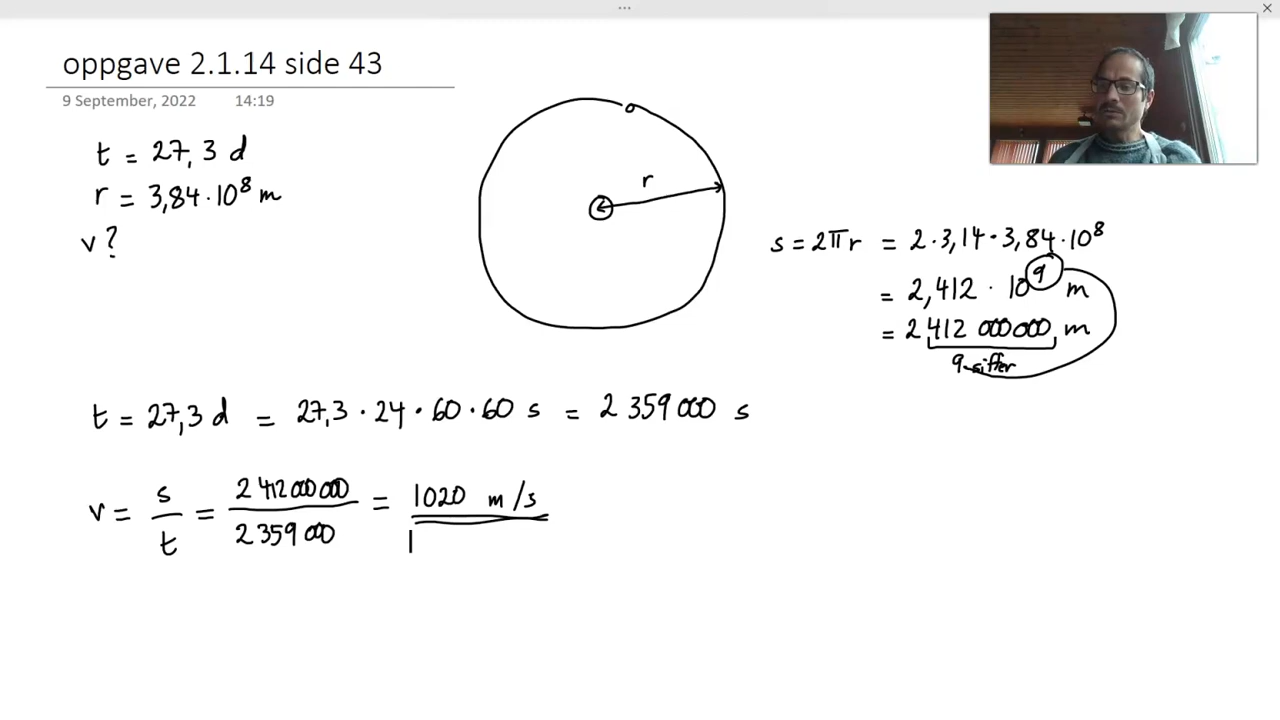 oppgave 2.1.14 side 43
9 September, 2022 14:19
t = 27,3 d
r = 3,84·10⁸ m
v?
r
s = 2πr = 2·3,14·3,84·10⁸
= 2,412 · 10⁹ m
= 2 412 000000 m
9-siffer
t = 27,3 d = 27,3 · 24 · 60 · 60 s = 2 359 000 s
v = s/t = 2 412 000 000 / 2 359 000 = 1020 m/s